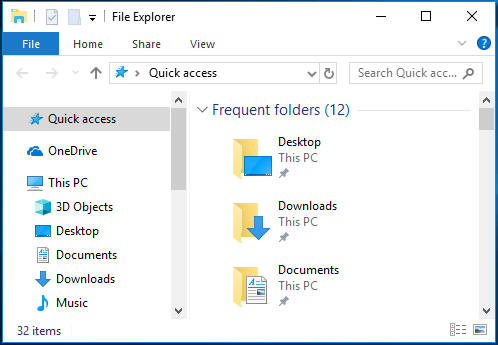 File Explorer
File Home Share View
Quick access Search Quick acc...
Quick access
OneDrive
This PC
3D Objects
Desktop
Documents
Downloads
Music
Frequent folders (12)
Desktop
This PC
Downloads
This PC
Documents
This PC
32 items